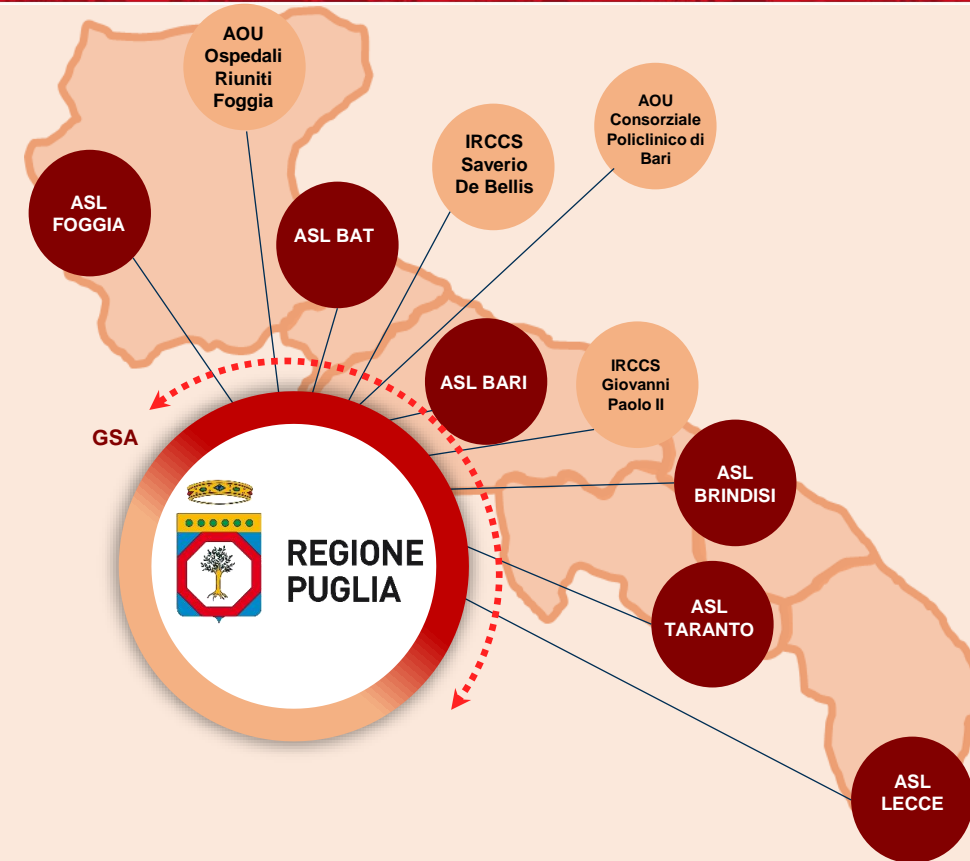 AOU
Ospedali
Riuniti
Foggia
AOU
Consorziale
Policlinico di
Bari
IRCCS
Saverio
De Bellis
ASL
FOGGIA
ASL BAT
ASL BARI
IRCCS
Giovanni
Paolo II
GSA
ASL
BRINDISI
REGIONE
PUGLIA
ASL
TARANTO
ASL
LECCE